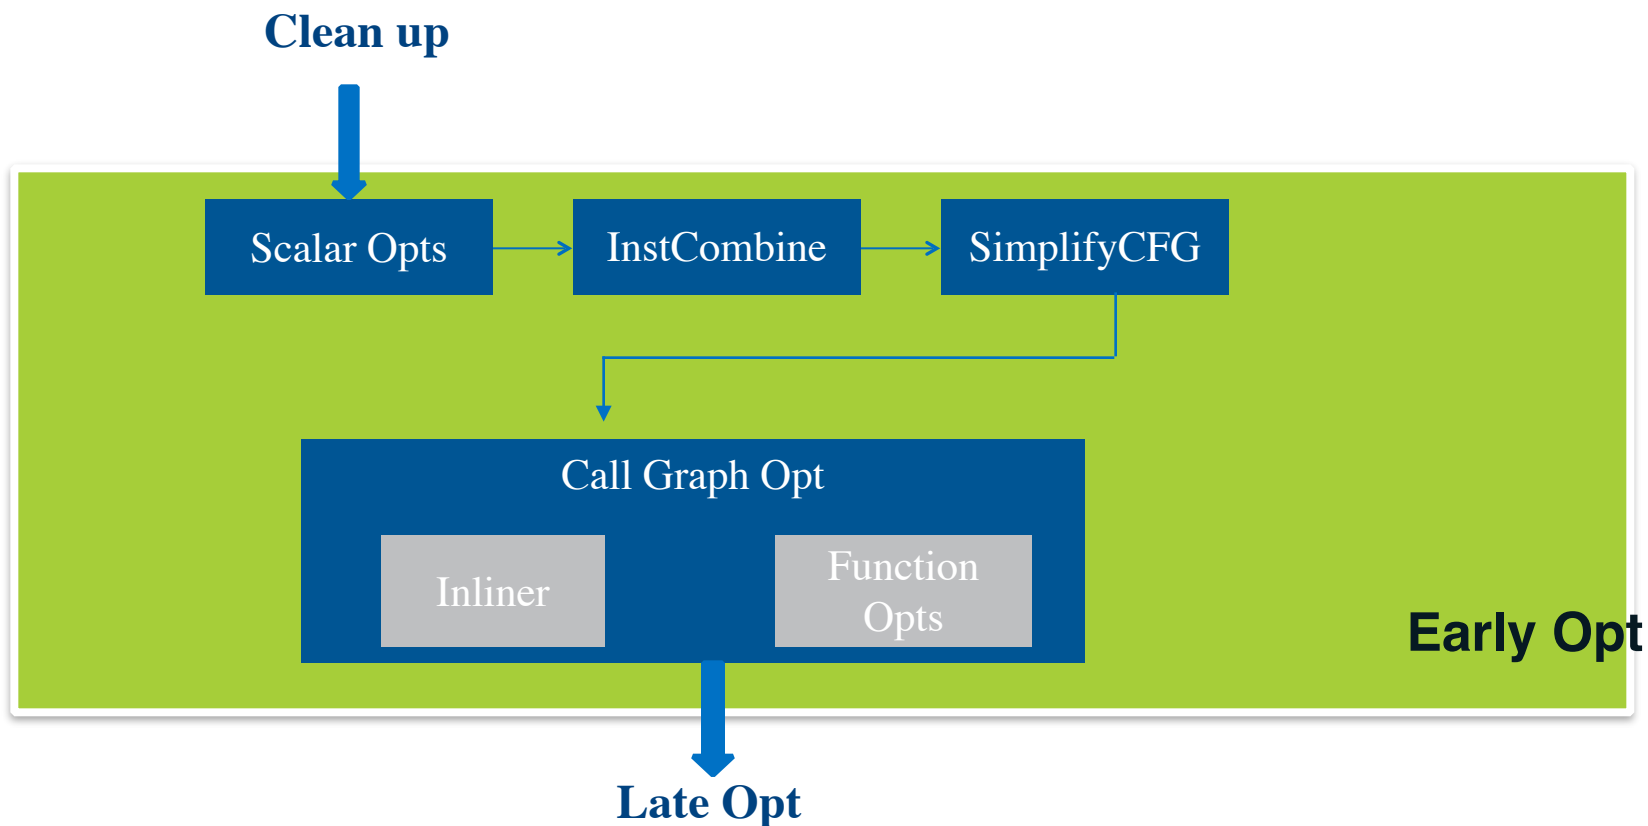 Clean up
Scalar Opts
InstCombine
SimplifyCFG
Call Graph Opt
Inliner
Function
Opts
Early Opt
Late Opt